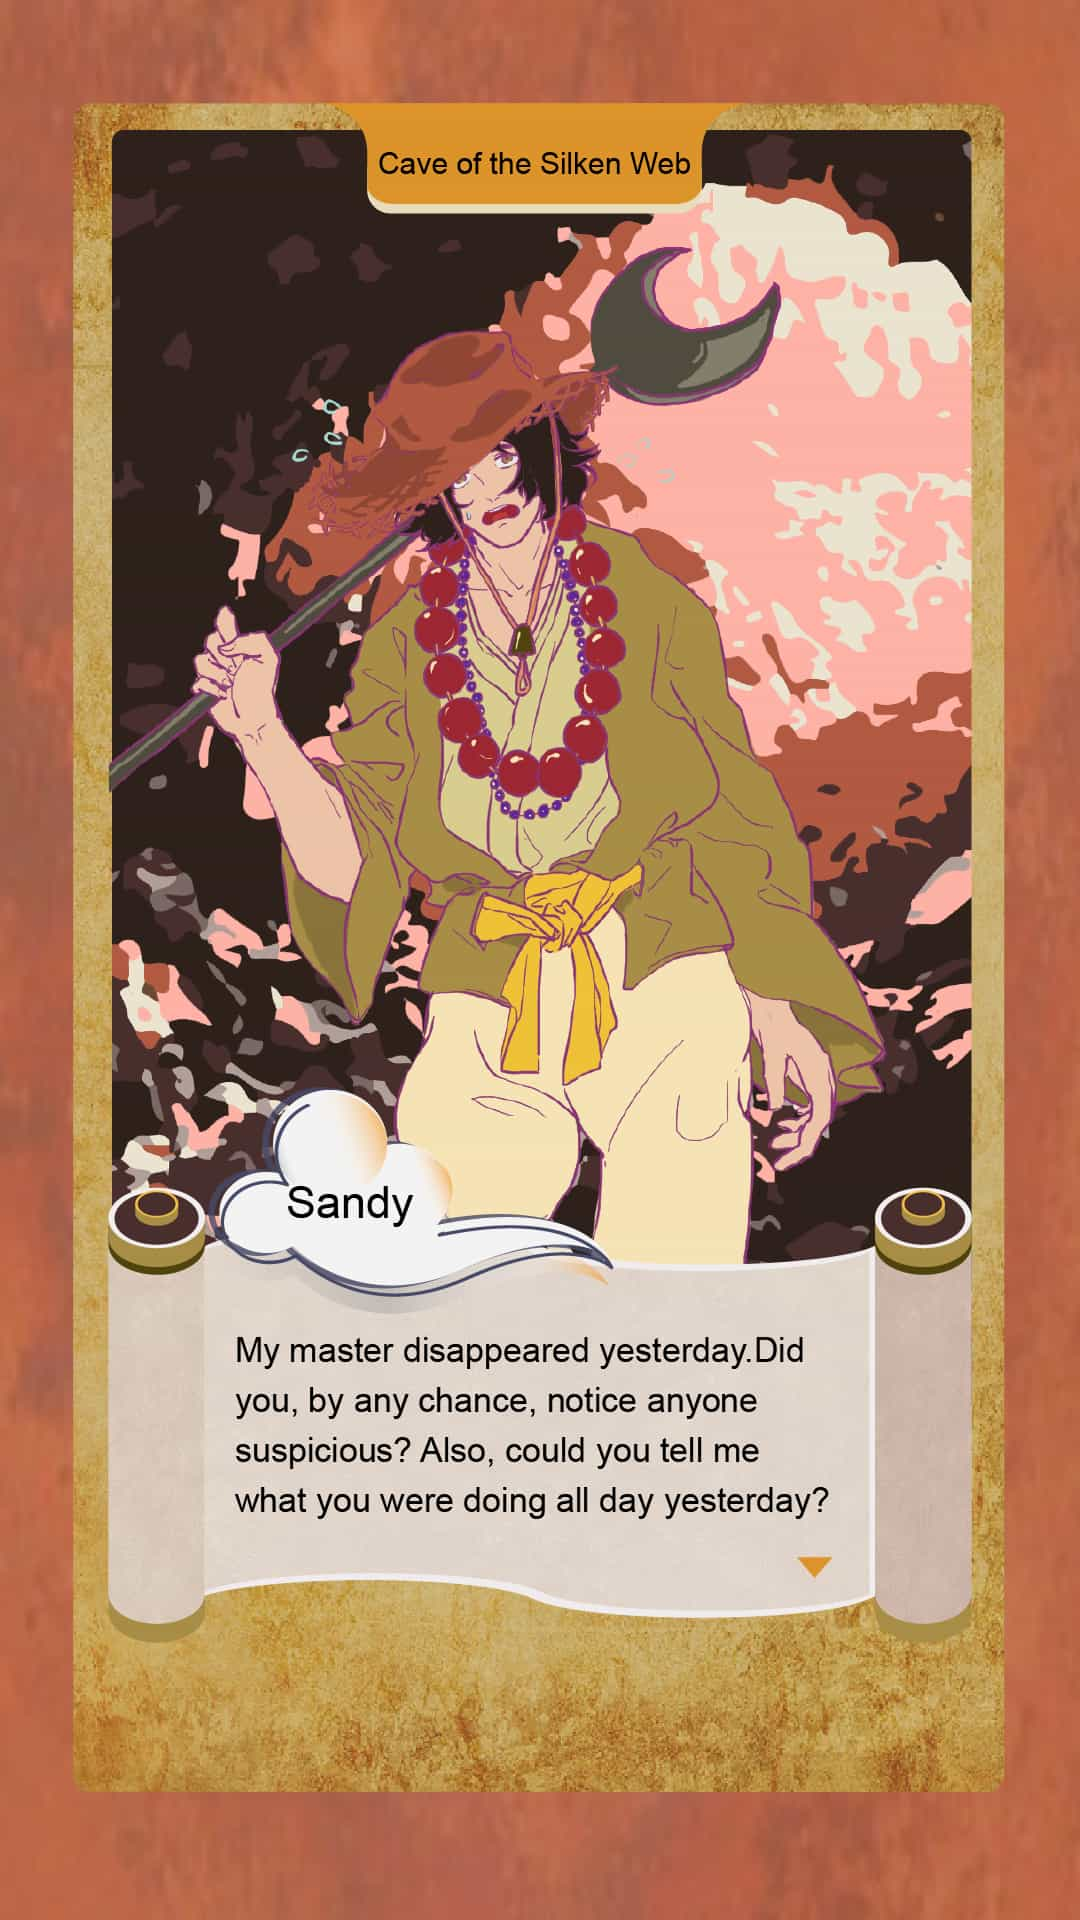 Cave of the Silken Web
Sandy
My master disappeared yesterday.Did
you, by any chance, notice anyone
suspicious? Also, could you tell me
what you were doing all day yesterday?